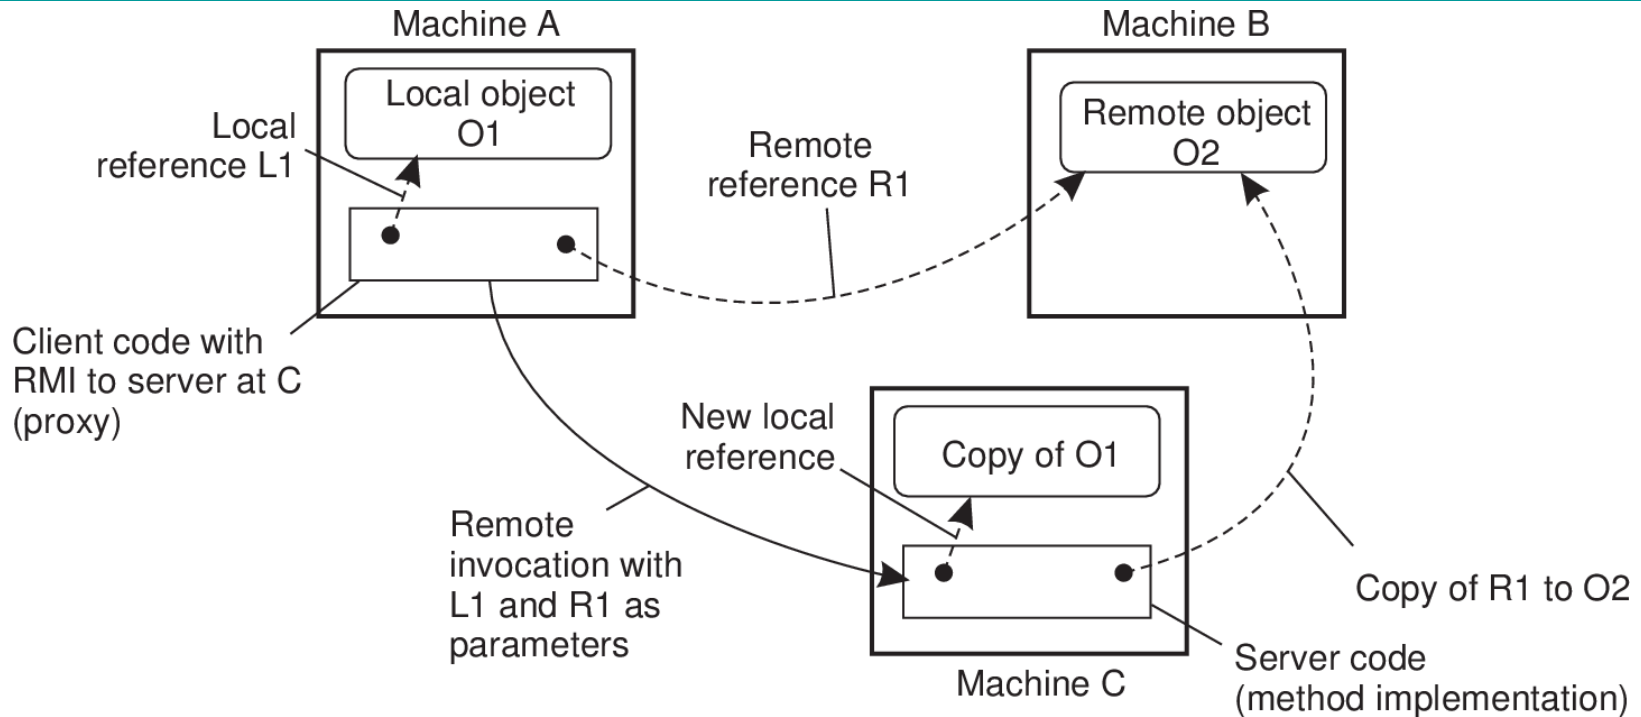 Machine A
Machine B
Local object
O1
Remote object
O2
Local
reference L1
Remote
reference R1
Client code with
RMI to server at C
(proxy)
New local
reference
Copy of O1
Remote
invocation with
L1 and R1 as
parameters
Copy of R1 to O2
Server code
(method implementation)
Machine C